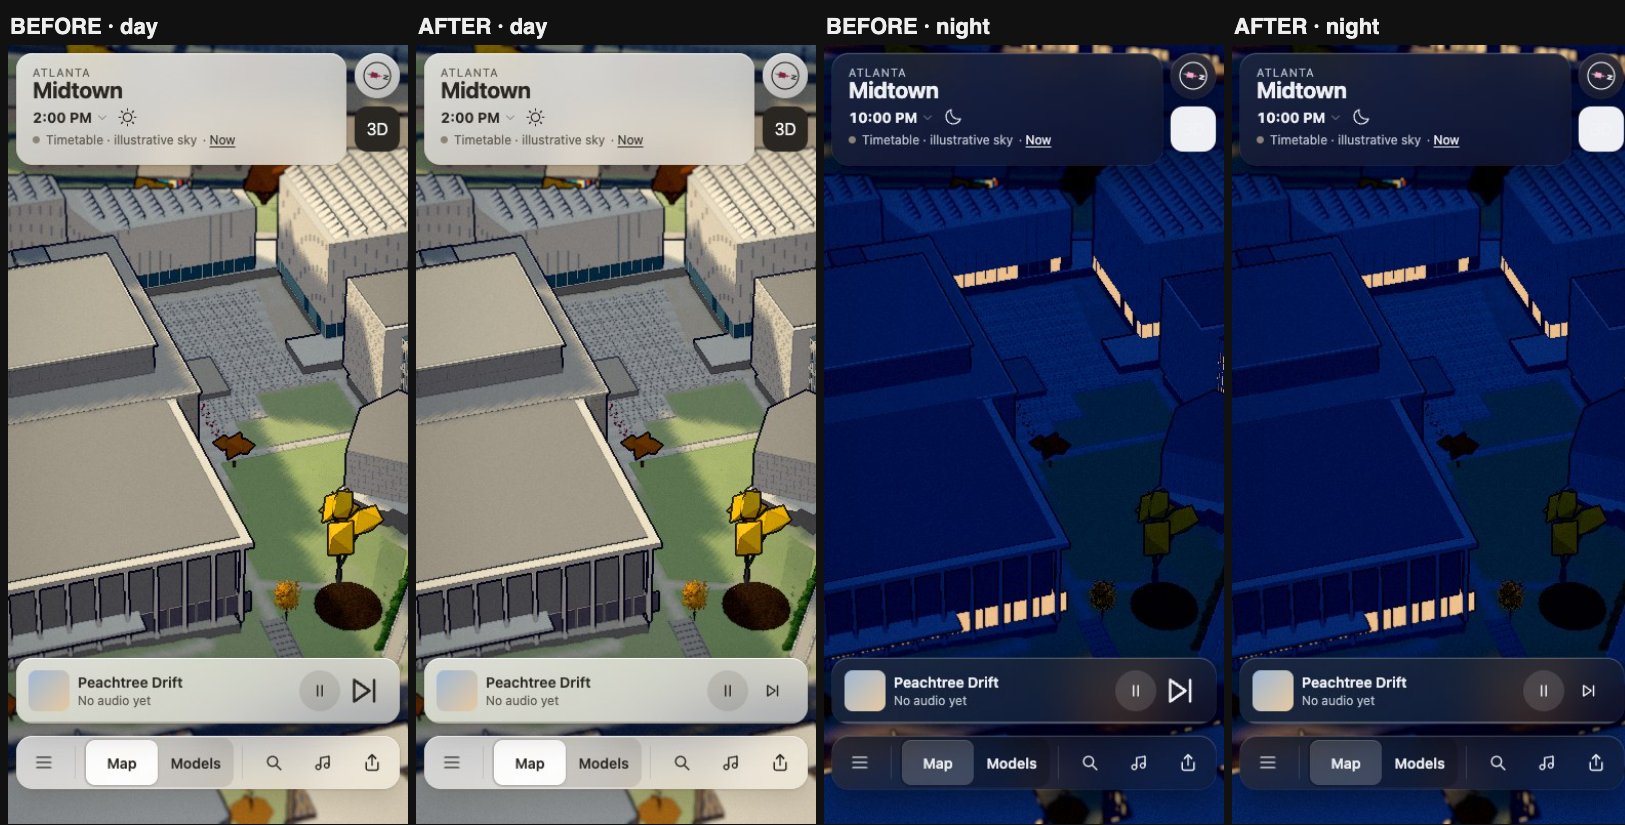 BEFORE · day
ATLANTA
Midtown
2:00 PM
Timetable · illustrative sky · Now
N
3D
Peachtree Drift
No audio yet
Map
Models
AFTER · day
ATLANTA
Midtown
2:00 PM
Timetable · illustrative sky · Now
N
3D
Peachtree Drift
No audio yet
Map
Models
BEFORE · night
ATLANTA
Midtown
10:00 PM
Timetable · illustrative sky · Now
N
3D
Peachtree Drift
No audio yet
Map
Models
AFTER · night
ATLANTA
Midtown
10:00 PM
Timetable · illustrative sky · Now
N
3D
Peachtree Drift
No audio yet
Map
Models